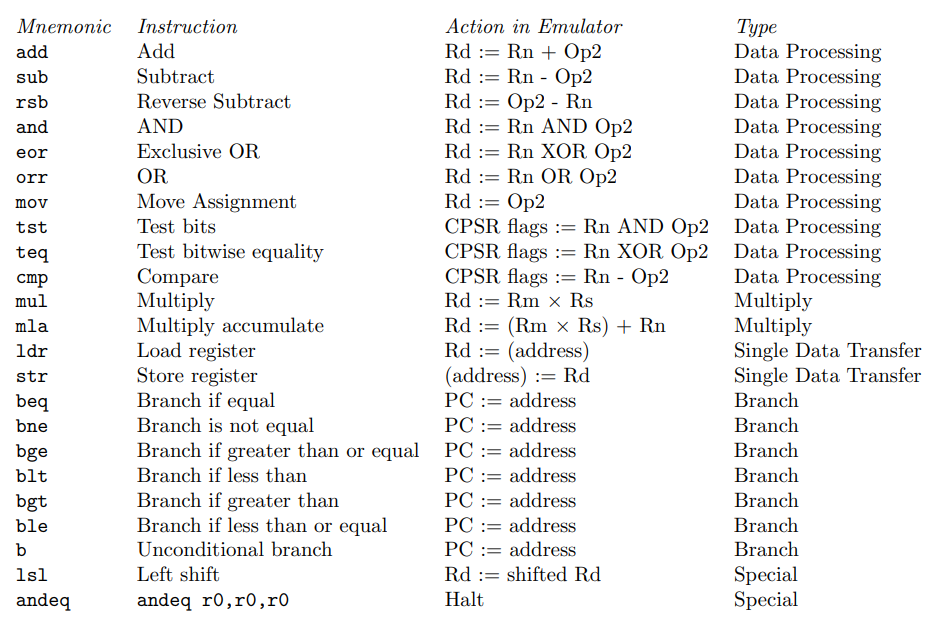 Mnemonic Instruction Action in Emulator Type
add Add Rd := Rn + Op2 Data Processing
sub Subtract Rd := Rn - Op2 Data Processing
rsb Reverse Subtract Rd := Op2 - Rn Data Processing
and AND Rd := Rn AND Op2 Data Processing
eor Exclusive OR Rd := Rn XOR Op2 Data Processing
orr OR Rd := Rn OR Op2 Data Processing
mov Move Assignment Rd := Op2 Data Processing
tst Test bits CPSR flags := Rn AND Op2 Data Processing
teq Test bitwise equality CPSR flags := Rn XOR Op2 Data Processing
cmp Compare CPSR flags := Rn - Op2 Data Processing
mul Multiply Rd := Rm × Rs Multiply
mla Multiply accumulate Rd := (Rm × Rs) + Rn Multiply
ldr Load register Rd := (address) Single Data Transfer
str Store register (address) := Rd Single Data Transfer
beq Branch if equal PC := address Branch
bne Branch is not equal PC := address Branch
bge Branch if greater than or equal PC := address Branch
blt Branch if less than PC := address Branch
bgt Branch if greater than PC := address Branch
ble Branch if less than or equal PC := address Branch
b Unconditional branch PC := address Branch
lsl Left shift Rd := shifted Rd Special
andeq andeq r0,r0,r0 Halt Special